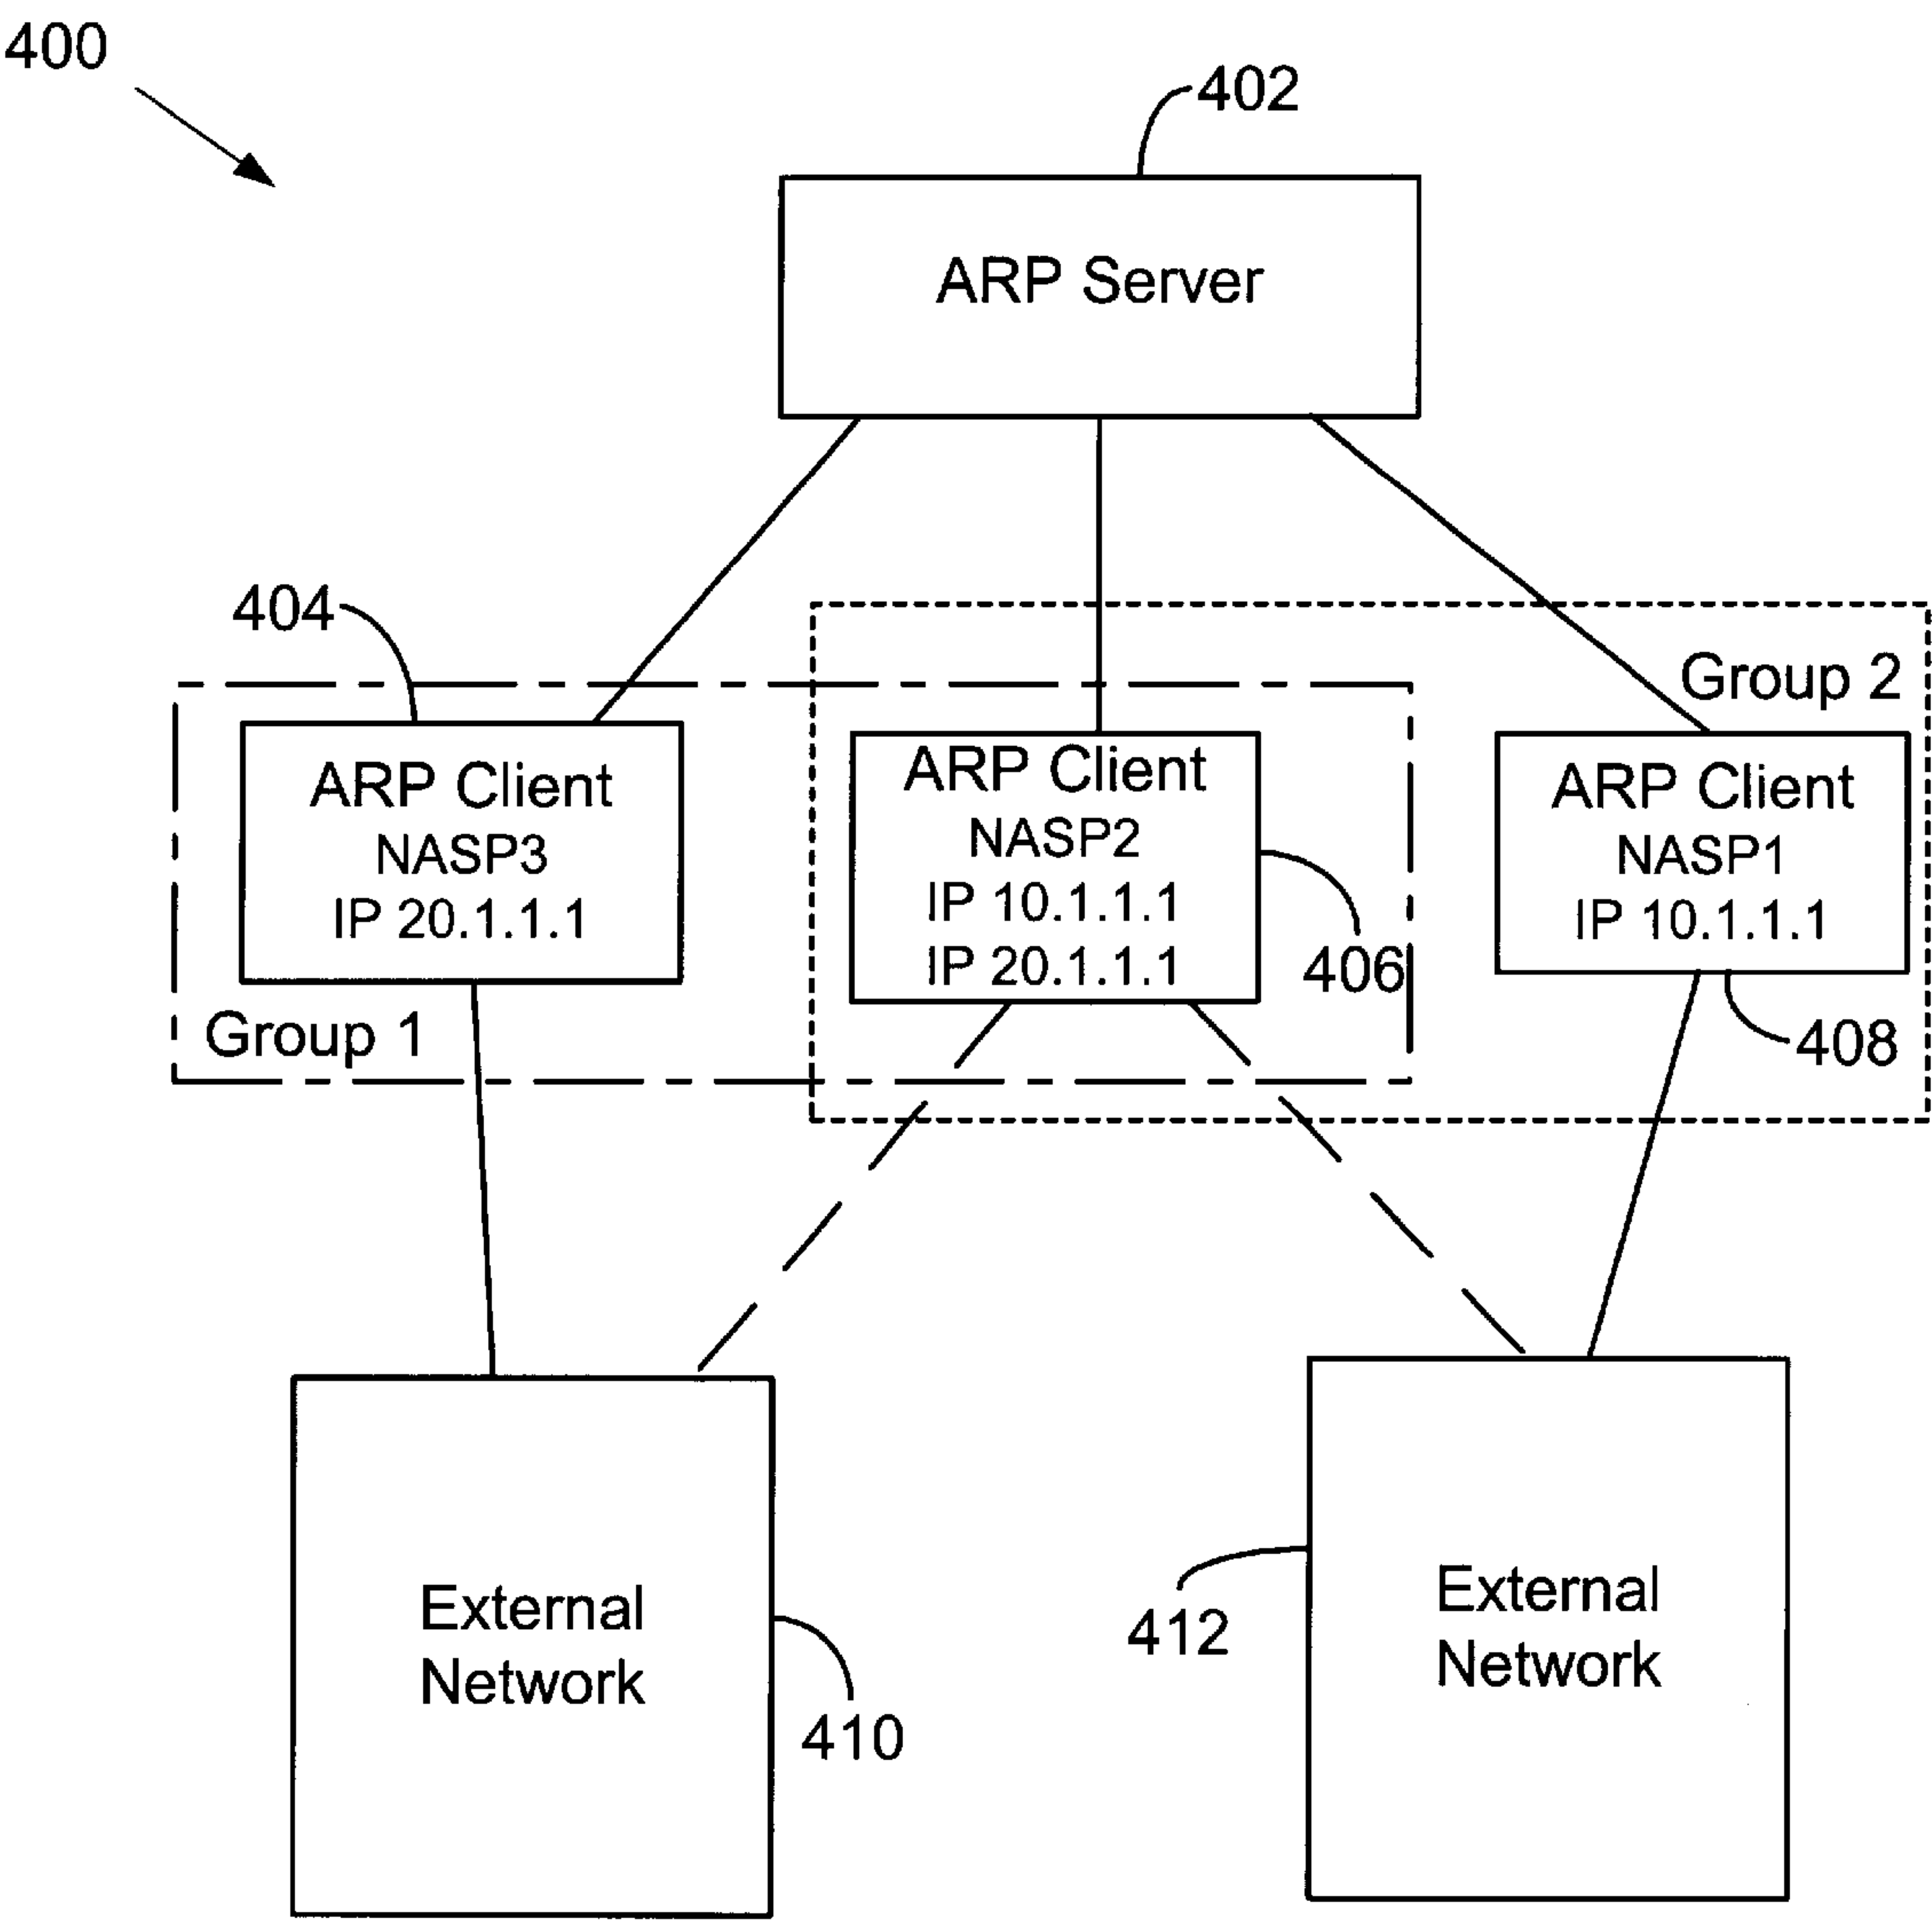 400
402
ARP Server
404
Group 2
ARP Client
NASP3
IP 20.1.1.1
ARP Client
NASP2
IP 10.1.1.1
IP 20.1.1.1
ARP Client
NASP1
IP 10.1.1.1
406
Group 1
408
External
Network
410
412
External
Network